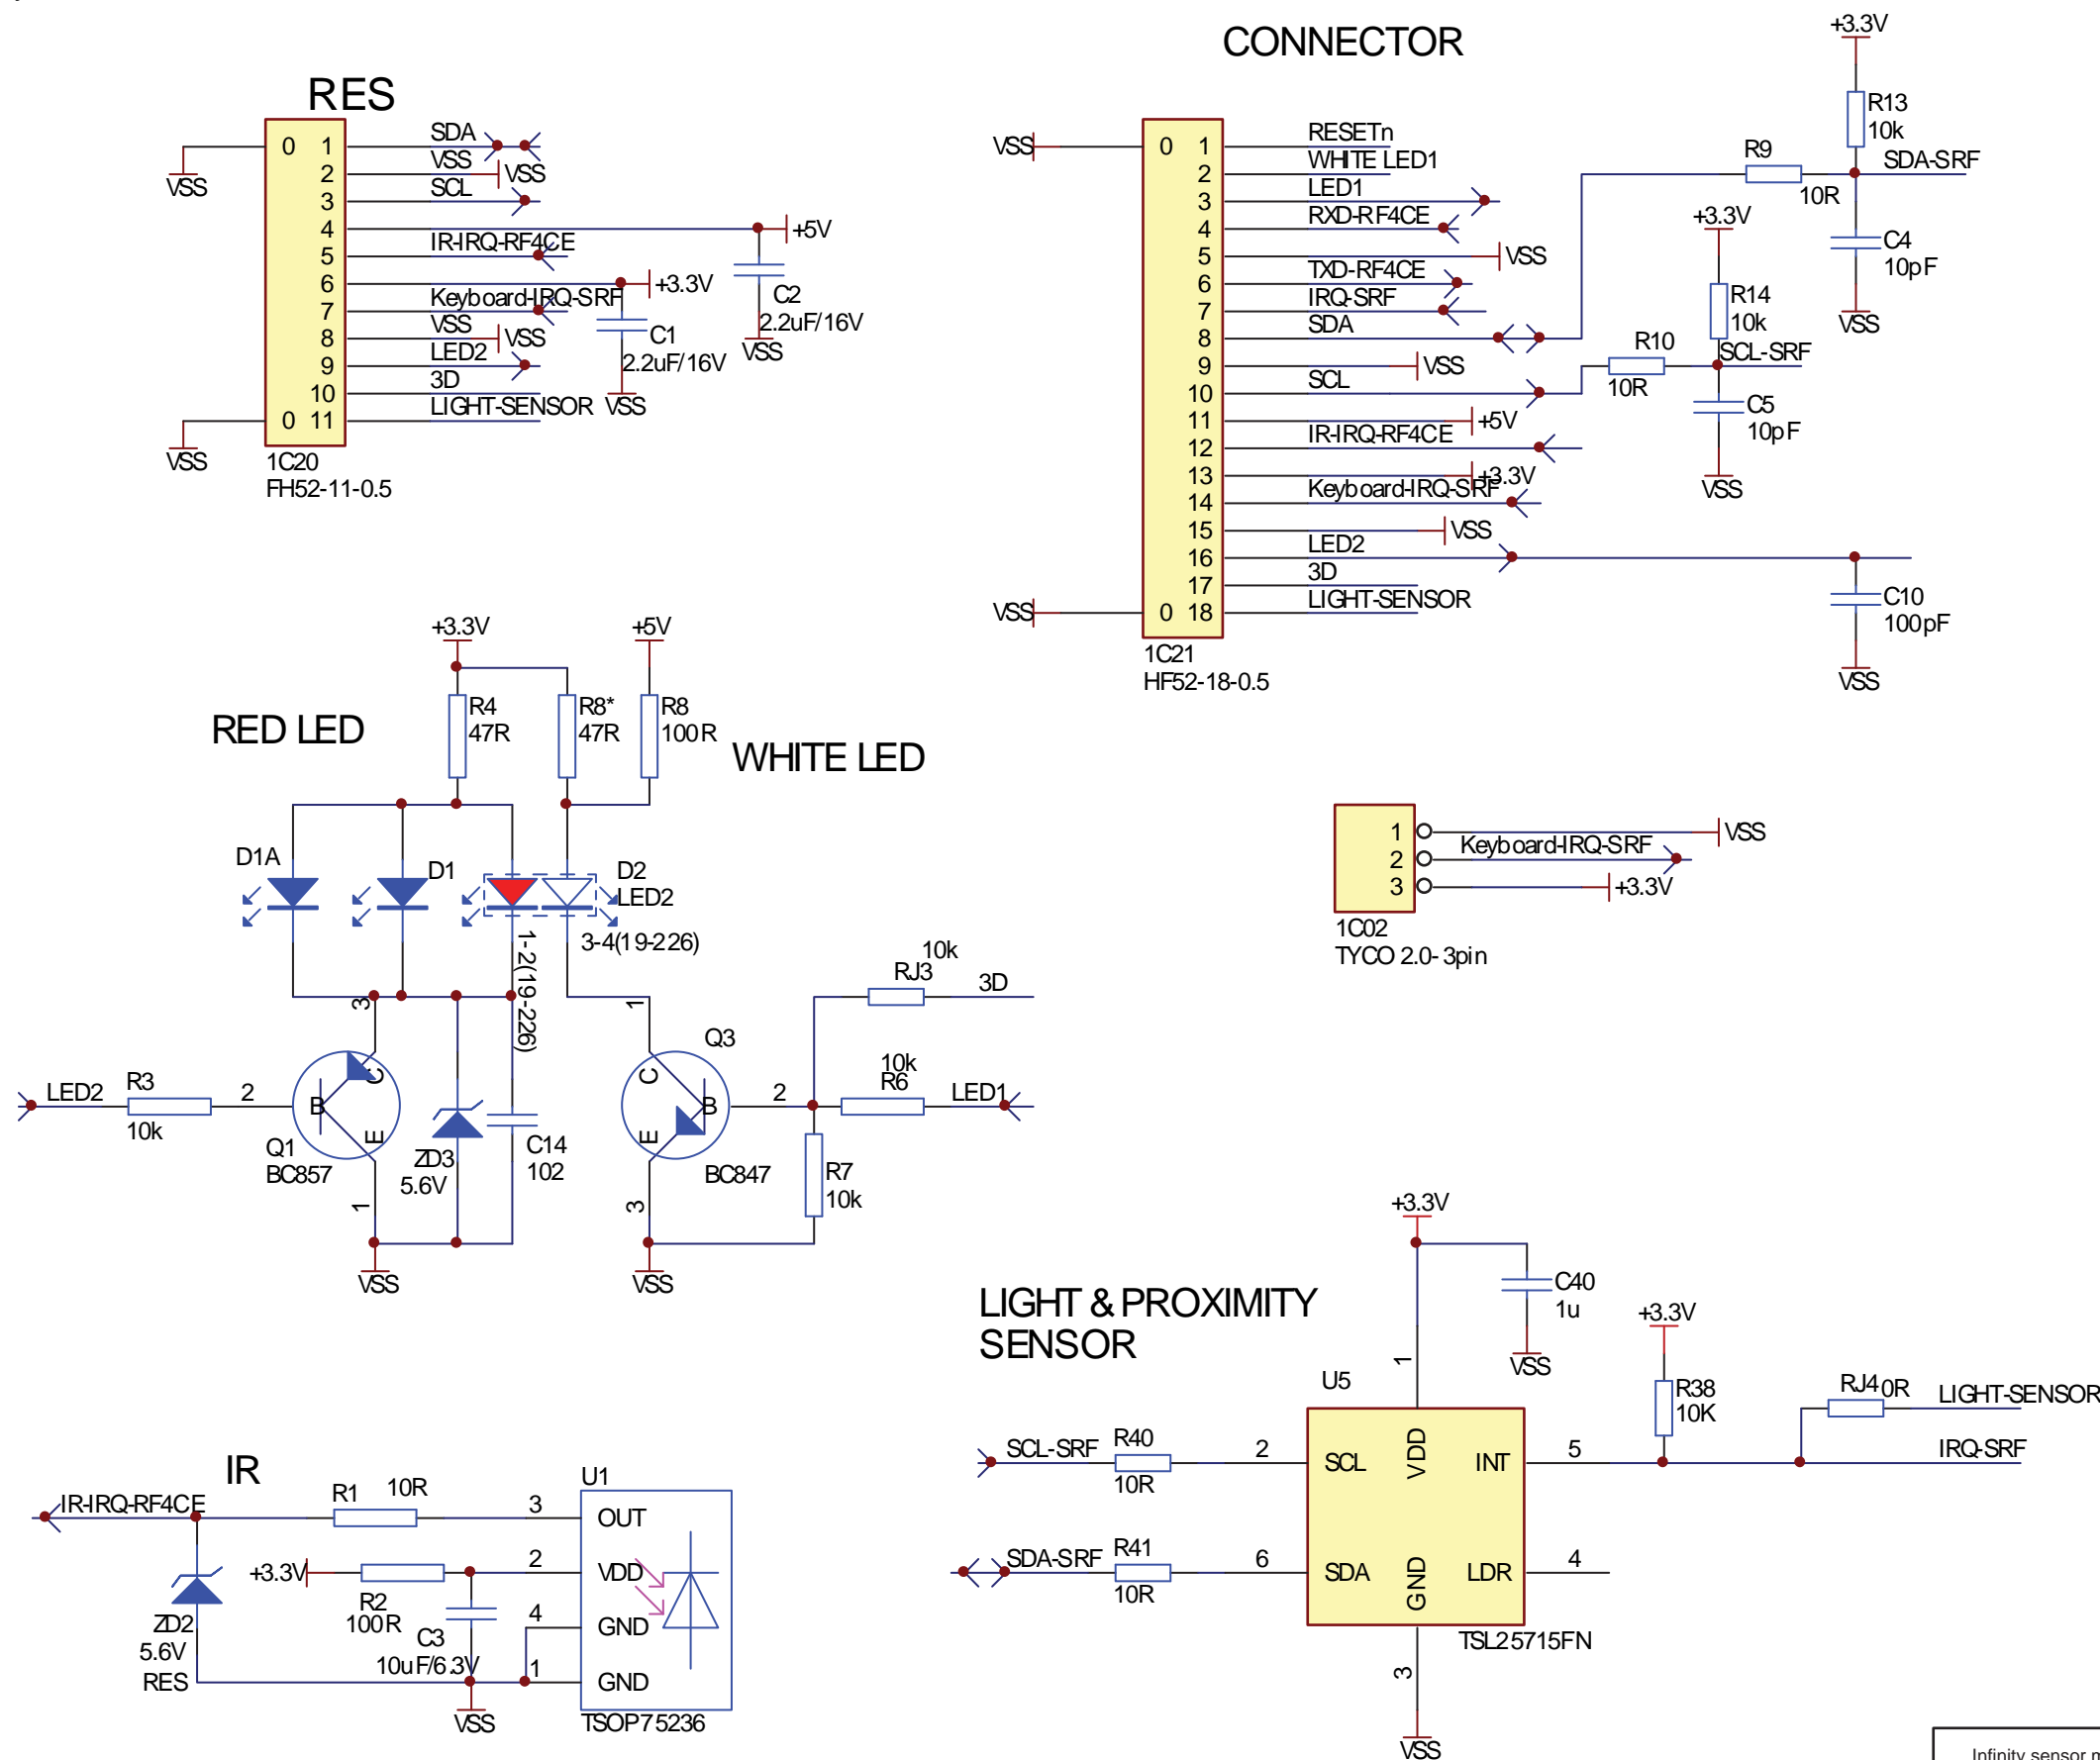 CONNECTOR
RES
0 1 SDA
2 VSS VSS
3 SCL
4 +5V
5 IR-IRQ-RF4CE
6 +3.3V
7 Keyboard-IRQ-SRF
8 VSS VSS
9 LED2
10 3D
0 11 LIGHT-SENSOR
VSS
VSS
1C20
FH52-11-0.5
C1
2.2uF/16V
VSS
C2
2.2uF/16V
VSS
VSS 0 1 RESETn
2 WHITE LED1
3 LED1
4 RXD-RF4CE
5 VSS
6 TXD-RF4CE
7 IRQ-SRF
8 SDA
9 VSS
10 SCL
11 +5V
12 IR-IRQ-RF4CE
13 +3.3V
14 Keyboard-IRQ-SRF
15 VSS
16 LED2
17 3D
VSS 0 18 LIGHT-SENSOR
1C21
HF52-18-0.5
+3.3V
R13
10k
R9
10R
SDA-SRF
C4
10pF
VSS
+3.3V
R14
10k
R10
10R
SCL-SRF
C5
10pF
VSS
C10
100pF
VSS
RED LED
WHITE LED
+3.3V
+5V
R4
47R
R8*
47R
R8
100R
D1A
D1
D2
LED2
1-2(19-226)
3-4(19-226)
LED2
R3
10k
2
B
C
E
3
1
Q1
BC857
ZD3
5.6V
C14
102
VSS
1
Q3
C
B
E
2
3
BC847
10k
RJ3
3D
10k
R6
LED1
R7
10k
VSS
1 VSS
2 Keyboard-IRQ-SRF
3 +3.3V
1C02
TYCO 2.0-3pin
IR
IR-IRQ-RF4CE
R1
10R
3
+3.3V
R2
100R
2
C3
10uF/6.3V
4
1
ZD2
5.6V
RES
VSS
U1
OUT
VDD
GND
GND
TSOP75236
LIGHT & PROXIMITY
SENSOR
+3.3V
C40
1u
VSS
1
U5
SCL-SRF
R40
10R
2
SCL
VDD
INT
5
SDA-SRF
R41
10R
6
SDA
GND
LDR
4
TSL25715FN
3
VSS
+3.3V
R38
10K
RJ4
0R
LIGHT-SENSOR
IRQ-SRF
Infinity sensor